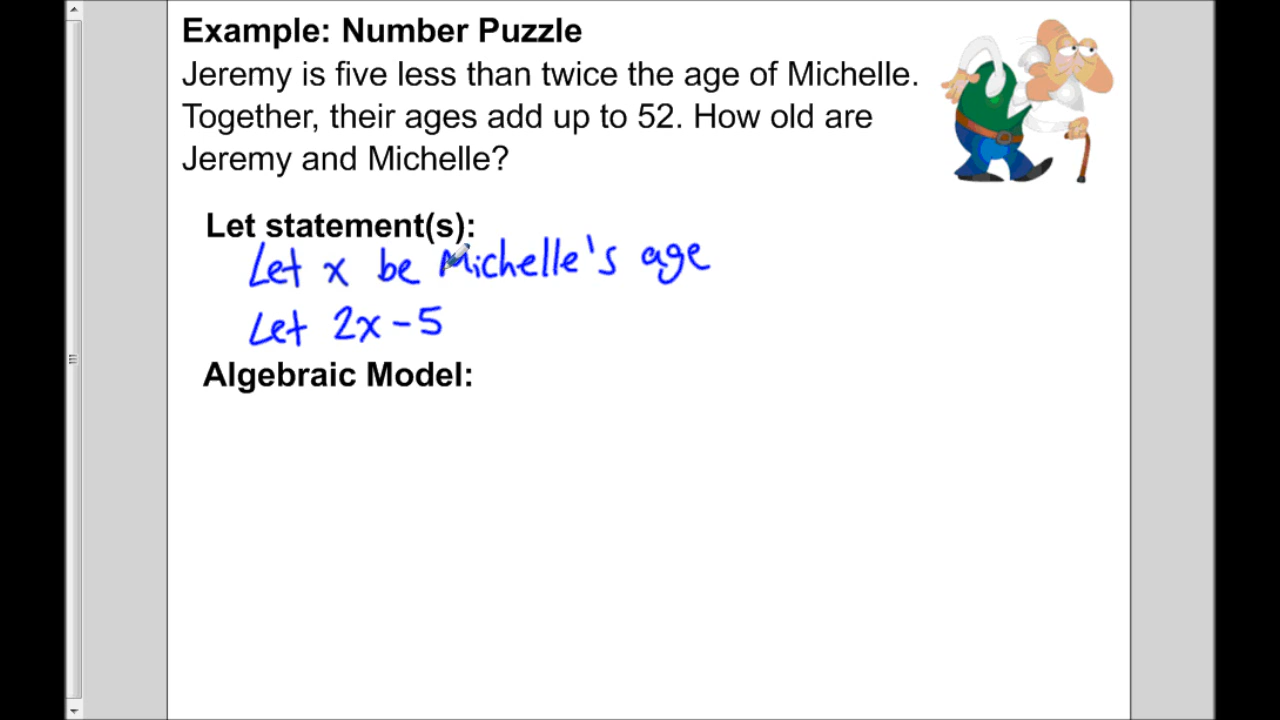 Example: Number Puzzle
Jeremy is five less than twice the age of Michelle.
Together, their ages add up to 52. How old are
Jeremy and Michelle?
Let statement(s):
Let x be Michelle's age
Let 2x - 5
Algebraic Model: